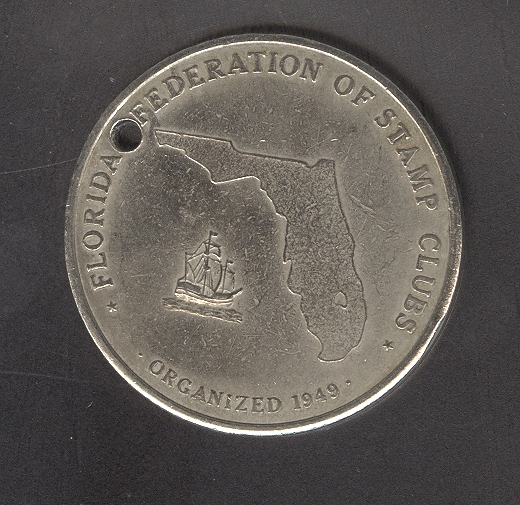 FLORIDA FEDERATION OF STAMP CLUBS
ORGANIZED 1949